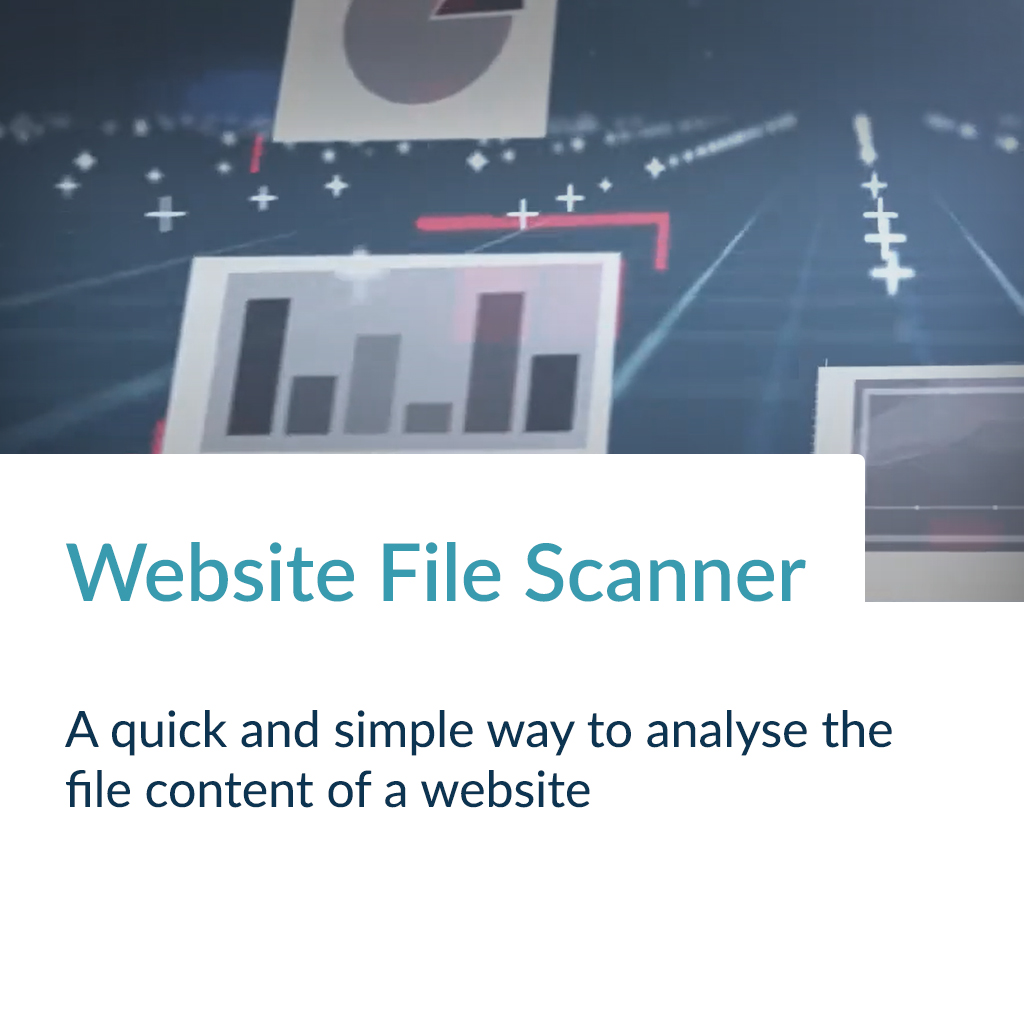 Website File Scanner
A quick and simple way to analyse the
file content of a website